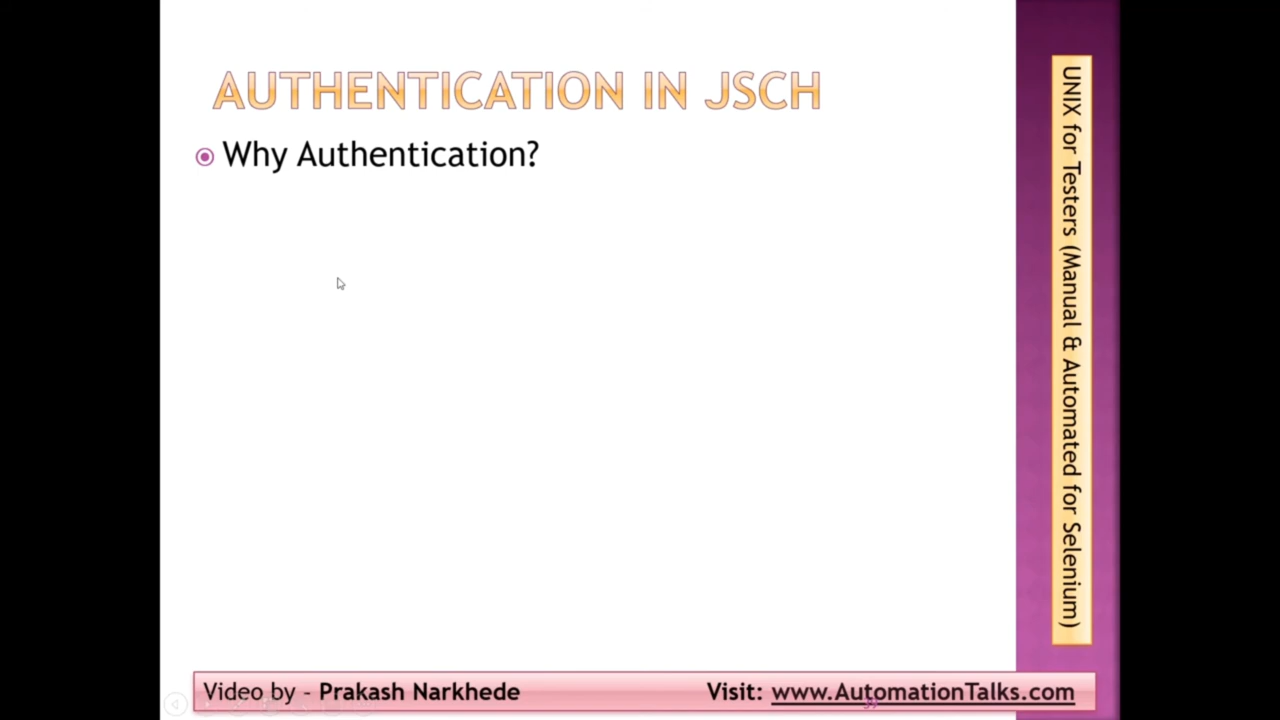 AUTHENTICATION IN JSCH
Why Authentication?
UNIX for Testers (Manual & Automated for Selenium)
Video by - Prakash Narkhede
Visit: www.AutomationTalks.com